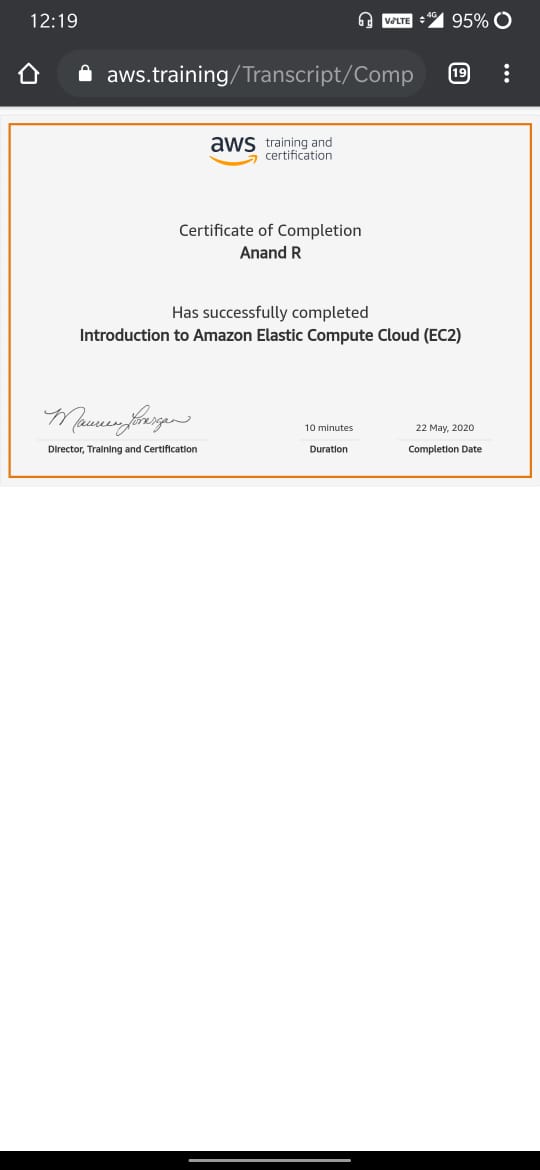 12:19
VoLTE 4G 95%
aws.training/Transcript/Comp 19
aws training and
certification
Certificate of Completion
Anand R
Has successfully completed
Introduction to Amazon Elastic Compute Cloud (EC2)
Maureen Lonergan
10 minutes 22 May, 2020
Director, Training and Certification Duration Completion Date